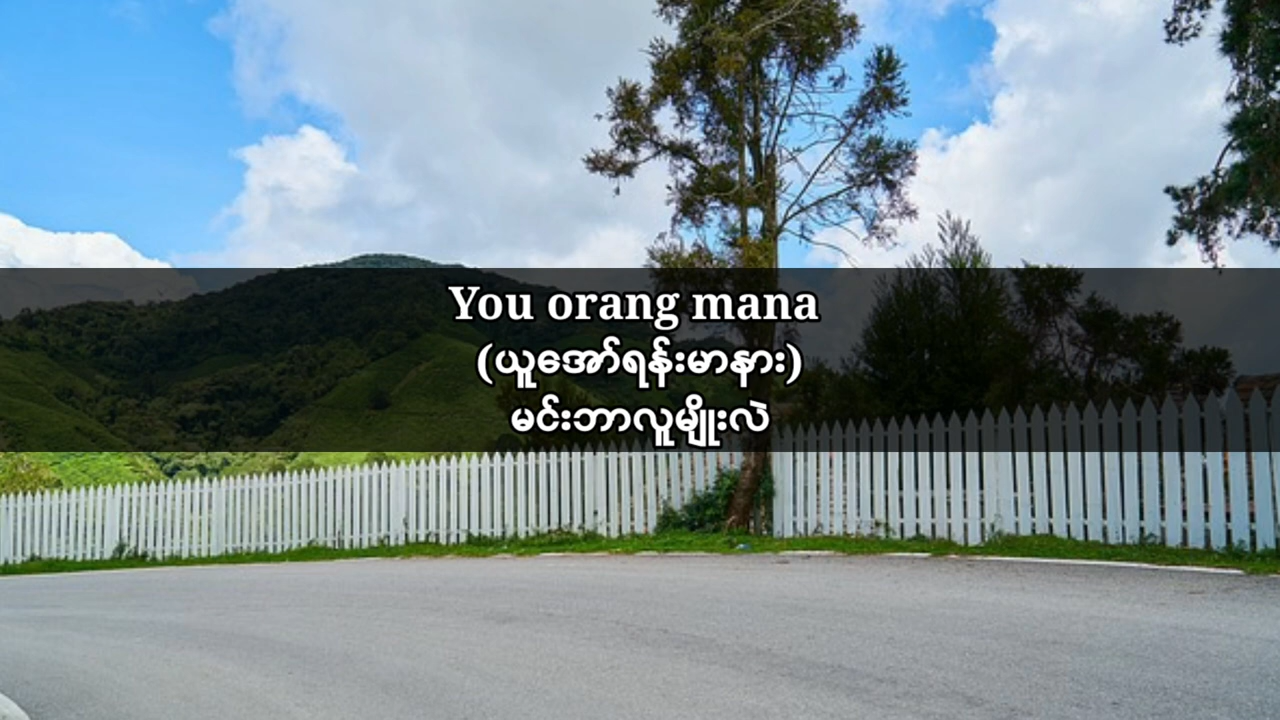 You orang mana
(ယူအော်ရန်းမာနား)
မင်းဘာလူမျိုးလဲ